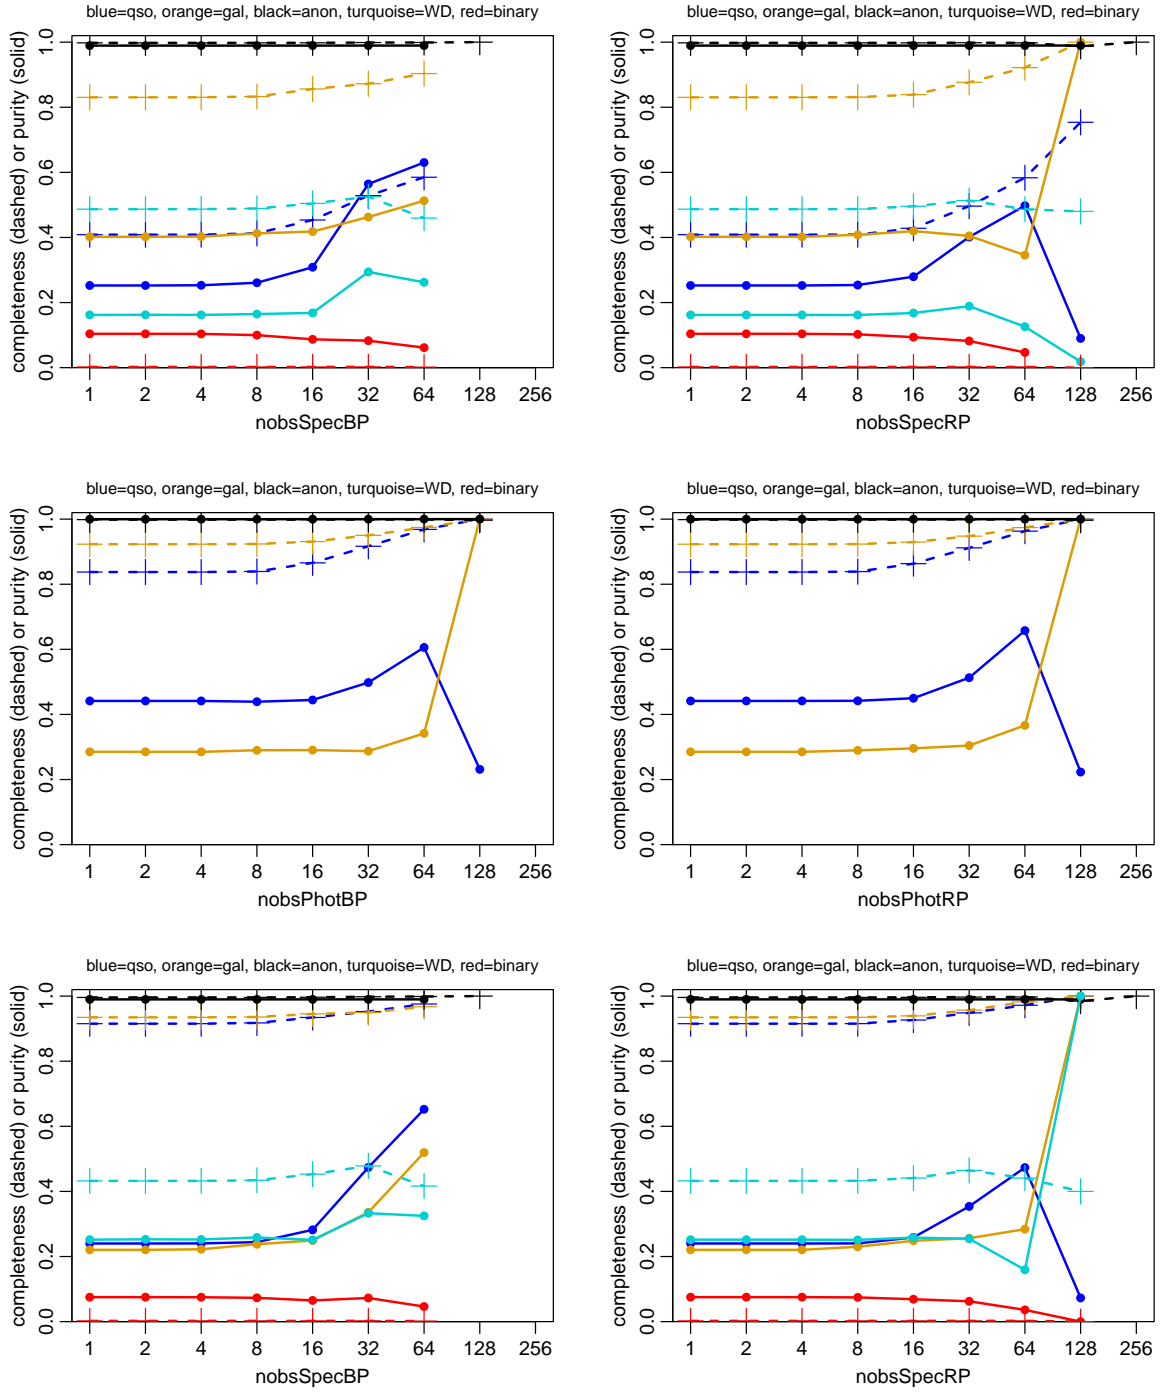 blue=qso, orange=gal, black=anon, turquoise=WD, red=binary
completeness (dashed) or purity (solid)
1.0
0.8
0.6
0.4
0.2
0.0
1 2 4 8 16 32 64 128 256
nobsSpecBP
blue=qso, orange=gal, black=anon, turquoise=WD, red=binary
completeness (dashed) or purity (solid)
1.0
0.8
0.6
0.4
0.2
0.0
1 2 4 8 16 32 64 128 256
nobsSpecRP
blue=qso, orange=gal, black=anon, turquoise=WD, red=binary
completeness (dashed) or purity (solid)
1.0
0.8
0.6
0.4
0.2
0.0
1 2 4 8 16 32 64 128 256
nobsPhotBP
blue=qso, orange=gal, black=anon, turquoise=WD, red=binary
completeness (dashed) or purity (solid)
1.0
0.8
0.6
0.4
0.2
0.0
1 2 4 8 16 32 64 128 256
nobsPhotRP
blue=qso, orange=gal, black=anon, turquoise=WD, red=binary
completeness (dashed) or purity (solid)
1.0
0.8
0.6
0.4
0.2
0.0
1 2 4 8 16 32 64 128 256
nobsSpecBP
blue=qso, orange=gal, black=anon, turquoise=WD, red=binary
completeness (dashed) or purity (solid)
1.0
0.8
0.6
0.4
0.2
0.0
1 2 4 8 16 32 64 128 256
nobsSpecRP